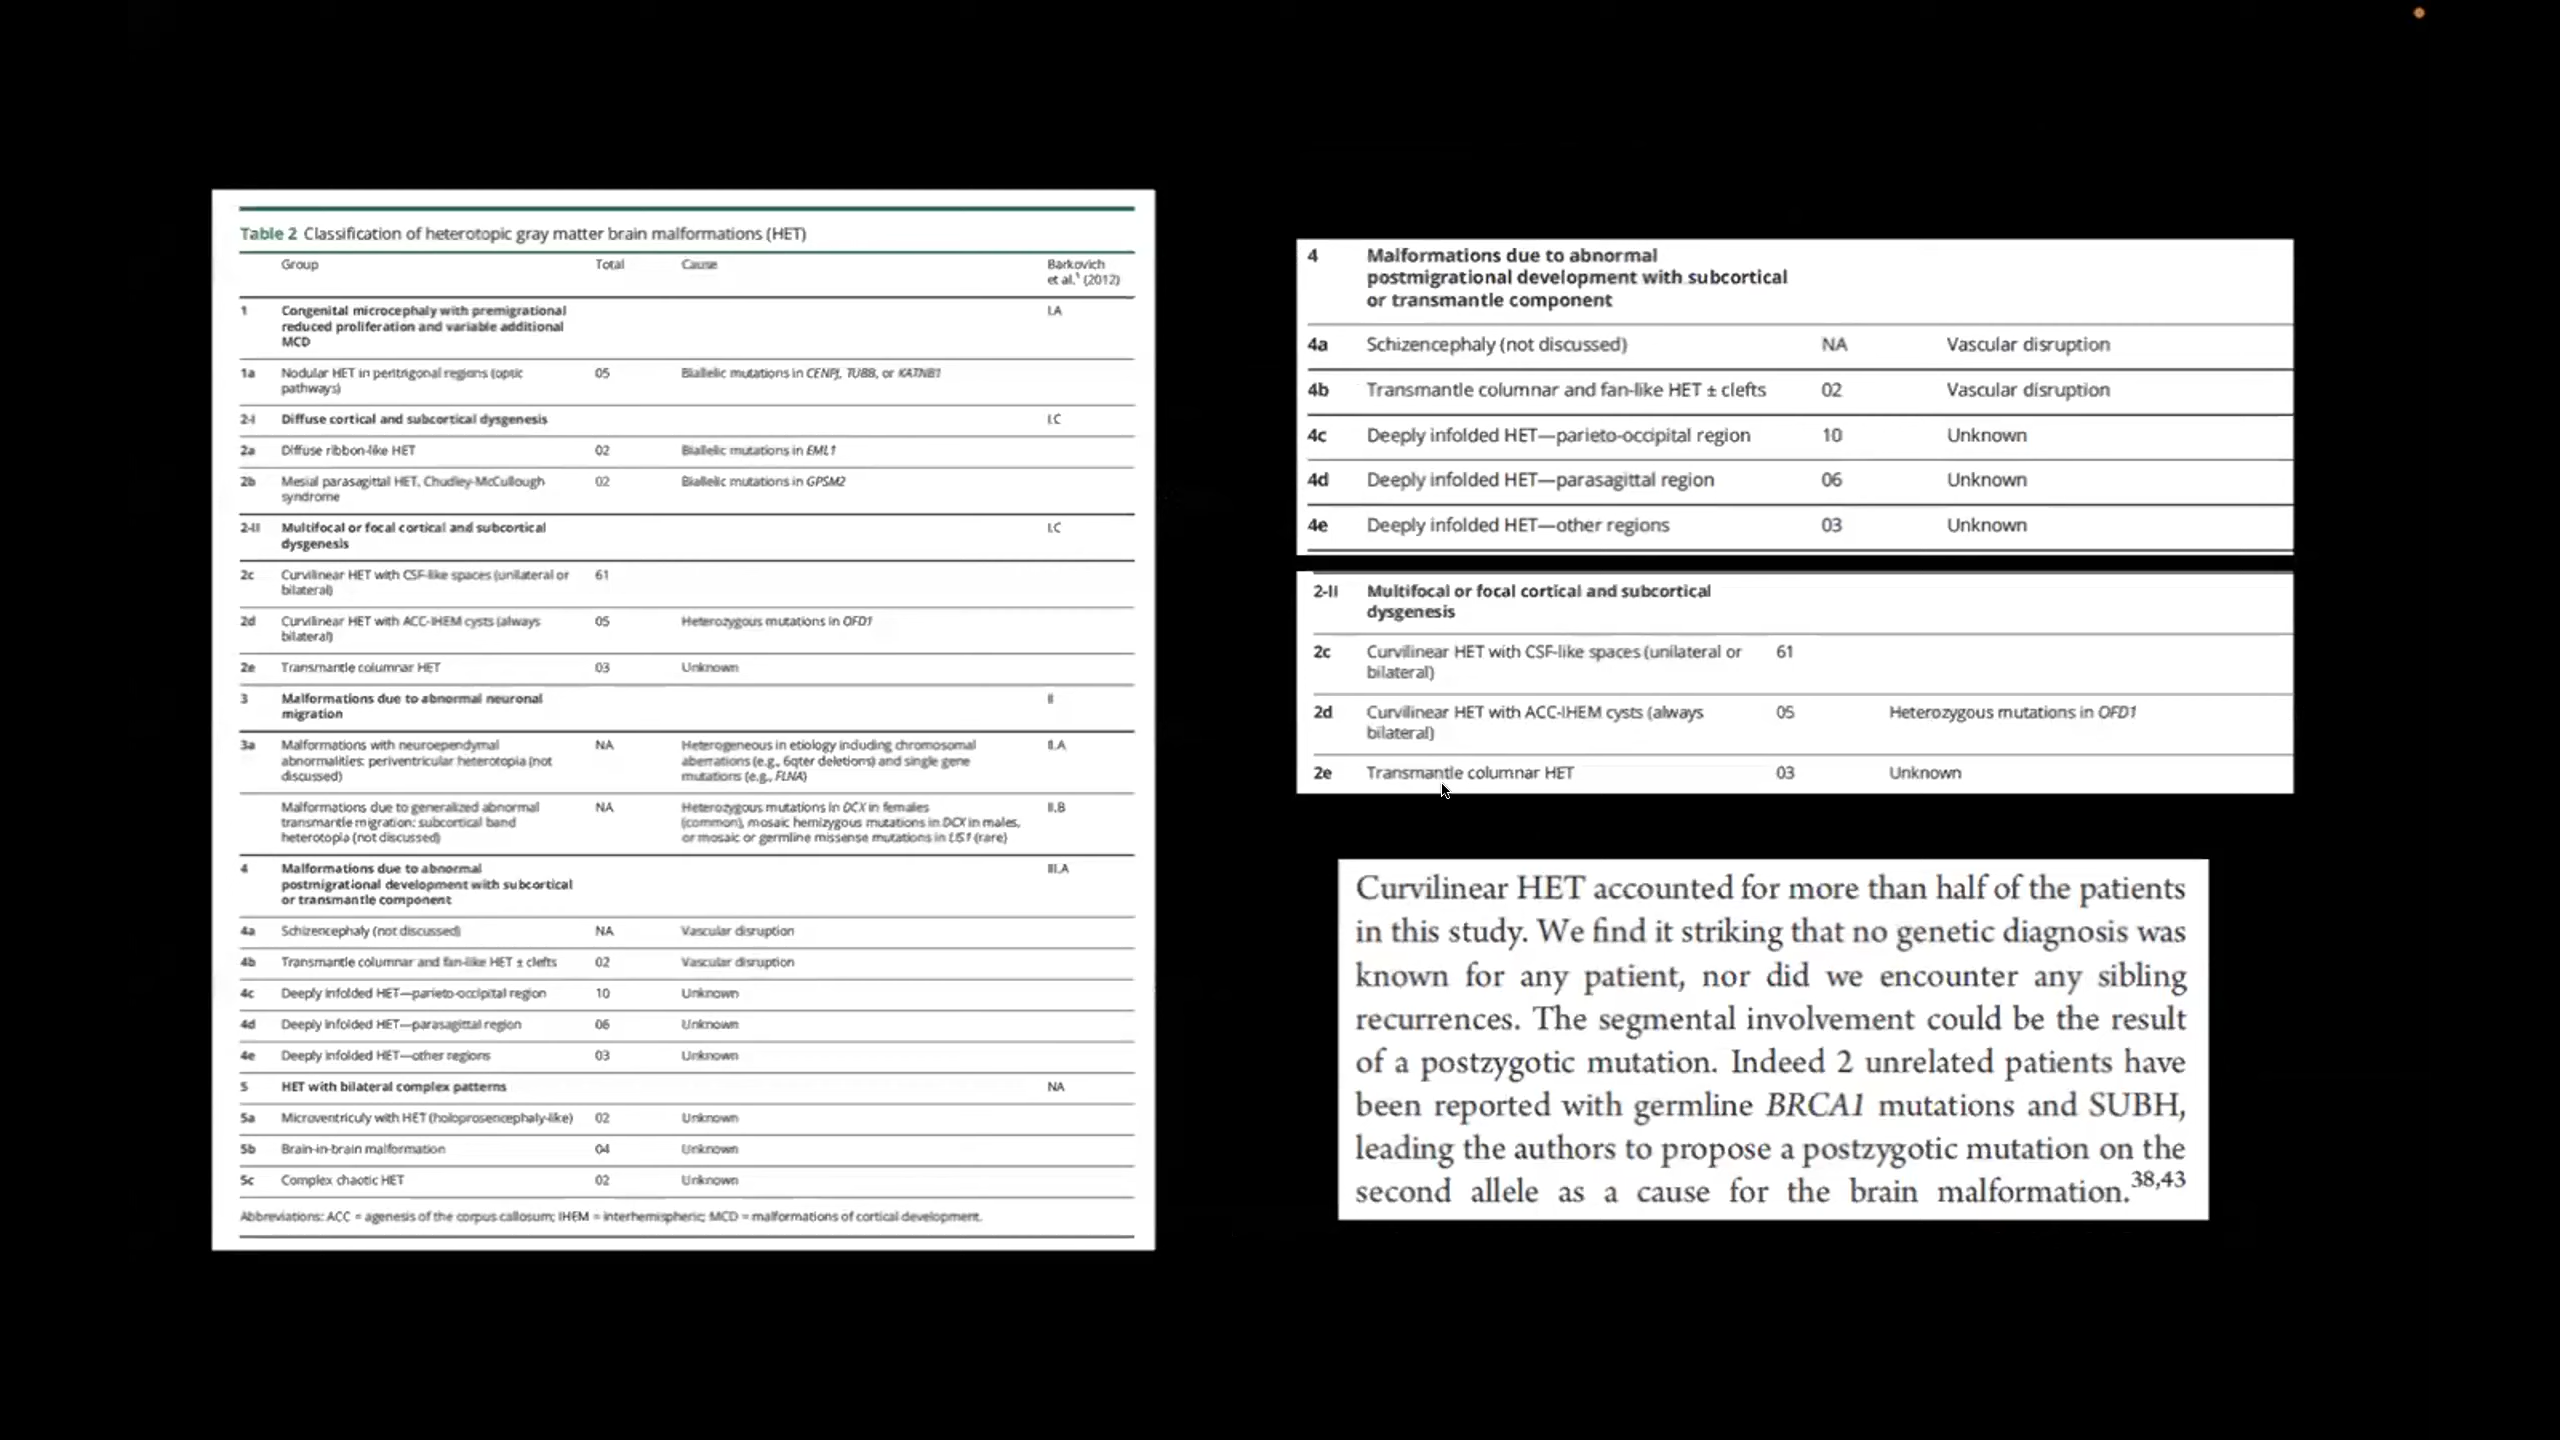 Table 2 Classification of heterotopic gray matter brain malformations (HET)
Group Total Cause Barkovich
et al.¹ (2012)
1 Congenital microcephaly with premigrational I.A
reduced proliferation and variable additional
MCD
1a Nodular HET in peritrigonal regions (optic 05 Biallelic mutations in CENPJ, TUBB, or KATNB1
pathways)
2-I Diffuse cortical and subcortical dysgenesis I.C
2a Diffuse ribbon-like HET 02 Biallelic mutations in EML1
2b Mesial parasagittal HET, Chudley-McCullough 02 Biallelic mutations in GPSM2
syndrome
2-II Multifocal or focal cortical and subcortical I.C
dysgenesis
2c Curvilinear HET with CSF-like spaces (unilateral or 61
bilateral)
2d Curvilinear HET with ACC-IHEM cysts (always 05 Heterozygous mutations in OFD1
bilateral)
2e Transmantle columnar HET 03 Unknown
3 Malformations due to abnormal neuronal II
migration
3a Malformations with neuroependymal NA Heterogeneous in etiology including chromosomal II.A
abnormalities: periventricular heterotopia (not aberrations (e.g., 6qter deletions) and single gene
discussed) mutations (e.g., FLNA)
Malformations due to generalized abnormal NA Heterozygous mutations in DCX in females II.B
transmantle migration: subcortical band (common), mosaic hemizygous mutations in DCX in males,
heterotopia (not discussed) or mosaic or germline missense mutations in LIS1 (rare)
4 Malformations due to abnormal III.A
postmigrational development with subcortical
or transmantle component
4a Schizencephaly (not discussed) NA Vascular disruption
4b Transmantle columnar and fan-like HET ± clefts 02 Vascular disruption
4c Deeply infolded HET—parieto-occipital region 10 Unknown
4d Deeply infolded HET—parasagittal region 06 Unknown
4e Deeply infolded HET—other regions 03 Unknown
5 HET with bilateral complex patterns NA
5a Microventriculy with HET (holoprosencephaly-like) 02 Unknown
5b Brain-in-brain malformation 04 Unknown
5c Complex chaotic HET 02 Unknown
Abbreviations: ACC = agenesis of the corpus callosum; IHEM = interhemispheric; MCD = malformations of cortical development.
4 Malformations due to abnormal
postmigrational development with subcortical
or transmantle component
4a Schizencephaly (not discussed) NA Vascular disruption
4b Transmantle columnar and fan-like HET ± clefts 02 Vascular disruption
4c Deeply infolded HET—parieto-occipital region 10 Unknown
4d Deeply infolded HET—parasagittal region 06 Unknown
4e Deeply infolded HET—other regions 03 Unknown
2-II Multifocal or focal cortical and subcortical
dysgenesis
2c Curvilinear HET with CSF-like spaces (unilateral or 61
bilateral)
2d Curvilinear HET with ACC-IHEM cysts (always 05 Heterozygous mutations in OFD1
bilateral)
2e Transmantle columnar HET 03 Unknown
Curvilinear HET accounted for more than half of the patients
in this study. We find it striking that no genetic diagnosis was
known for any patient, nor did we encounter any sibling
recurrences. The segmental involvement could be the result
of a postzygotic mutation. Indeed 2 unrelated patients have
been reported with germline BRCA1 mutations and SUBH,
leading the authors to propose a postzygotic mutation on the
second allele as a cause for the brain malformation.38,43